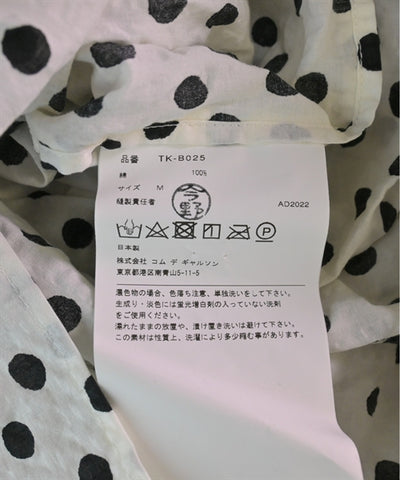 品番 TK-B025
綿 100%
サイズ M
縫製責任者 今野 AD2022
日本製
株式会社 コム デ ギャルソン
東京都港区南青山5-11-5
濃色物の場合、色落ち注意、単独洗いをして下さい。
生成り・淡色には蛍光増白剤の入っていない洗剤
をご使用ください。
濡れたままの放置や、漬け置き洗いは避けて下さい。
この素材は性質上、洗濯により多少縮む事が あります。